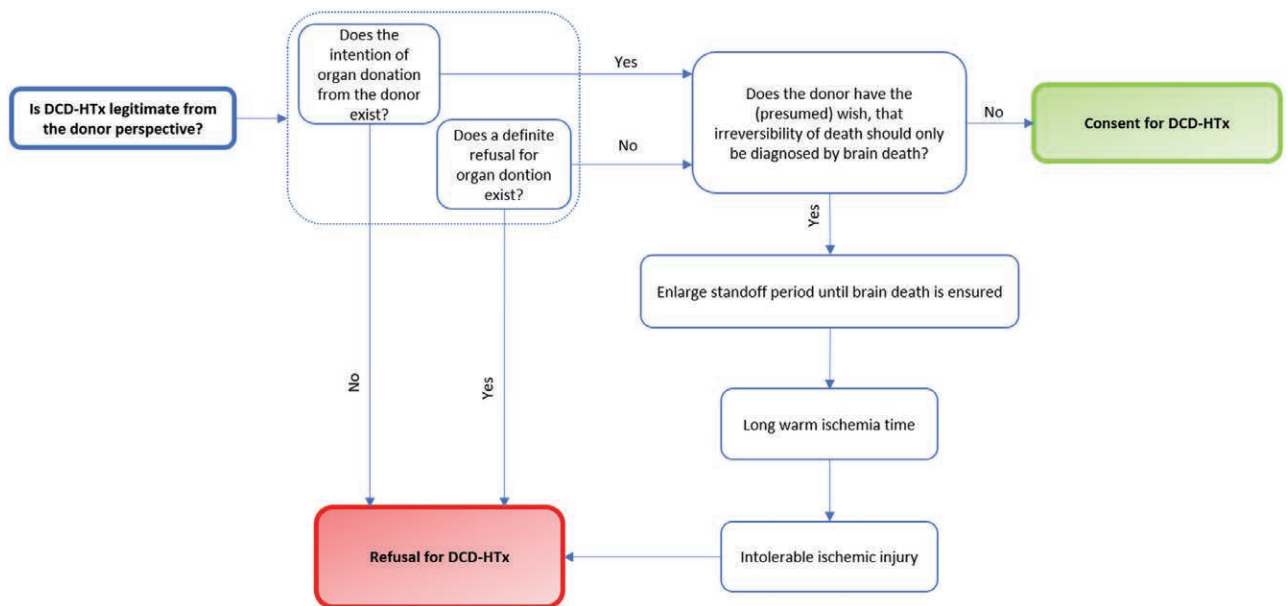 Is DCD-HTx legitimate from
the donor perspective?
Does the
intention of
organ donation
from the donor
exist?
Yes
Does a definite
refusal for
organ dontion
exist?
No
Does the donor have the
(presumed) wish, that
irreversibility of death should only
be diagnosed by brain death?
No
Consent for DCD-HTx
Yes
Enlarge standoff period until brain death is ensured
No
Yes
Long warm ischemia time
Refusal for DCD-HTx
Intolerable ischemic injury